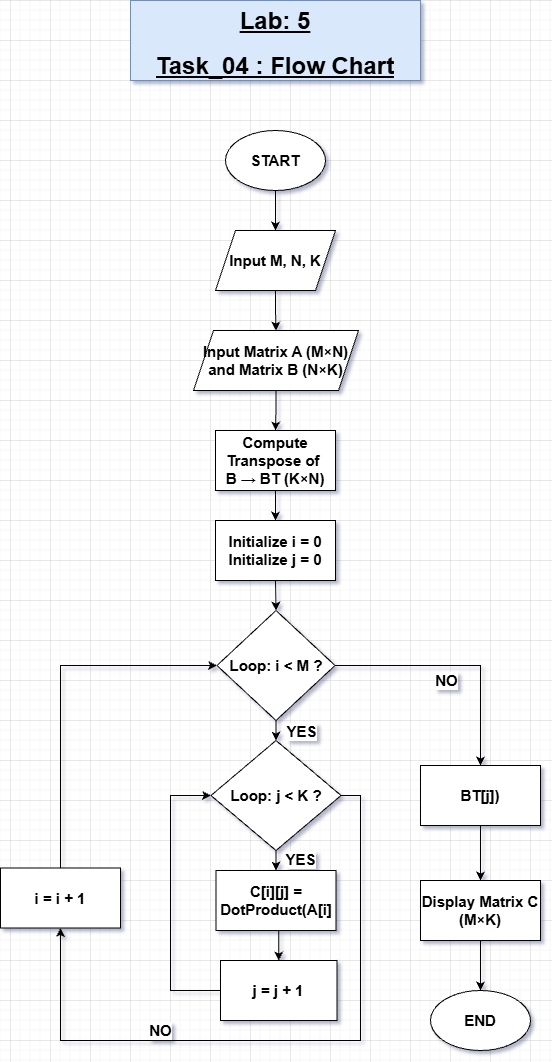 Lab: 5
Task_04 : Flow Chart
START
Input M, N, K
Input Matrix A (M×N)
and Matrix B (N×K)
Compute
Transpose of
B → BT (K×N)
Initialize i = 0
Initialize j = 0
Loop: i < M ?
NO
YES
Loop: j < K ?
BT[j])
YES
i = i + 1
C[i][j] =
DotProduct(A[i]
Display Matrix C
(M×K)
j = j + 1
END
NO